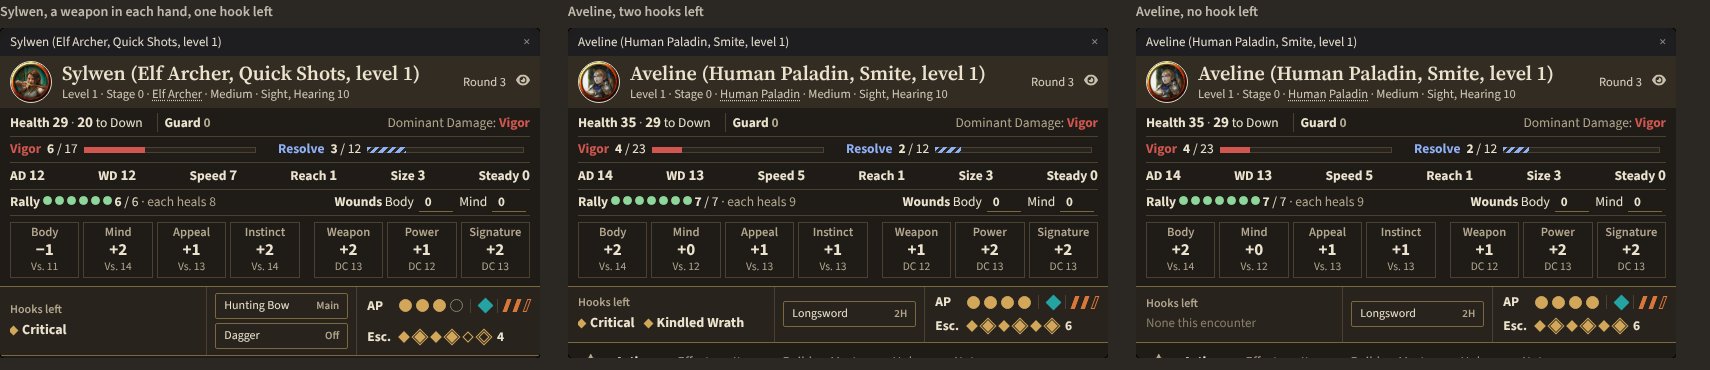 Sylwen, a weapon in each hand, one hook left
Sylwen (Elf Archer, Quick Shots, level 1) ×
Sylwen (Elf Archer, Quick Shots, level 1)
Round 3
Level 1 · Stage 0 · Elf Archer · Medium · Sight, Hearing 10
Health 29 · 20 to Down Guard 0 Dominant Damage: Vigor
Vigor 6 / 17 Resolve 3 / 12
AD 12 WD 12 Speed 7 Reach 1 Size 3 Steady 0
Rally 6 / 6 · each heals 8 Wounds Body 0 Mind 0
Body Mind Appeal Instinct Weapon Power Signature
−1 +2 +1 +2 +2 +1 +2
Vs. 11 Vs. 14 Vs. 13 Vs. 14 DC 13 DC 12 DC 13
Hooks left
Critical
Hunting Bow Main
Dagger Off
AP
Esc. 4
Aveline, two hooks left
Aveline (Human Paladin, Smite, level 1) ×
Aveline (Human Paladin, Smite, level 1)
Round 3
Level 1 · Stage 0 · Human Paladin · Medium · Sight, Hearing 10
Health 35 · 29 to Down Guard 0 Dominant Damage: Vigor
Vigor 4 / 23 Resolve 2 / 12
AD 14 WD 13 Speed 5 Reach 1 Size 3 Steady 0
Rally 7 / 7 · each heals 9 Wounds Body 0 Mind 0
Body Mind Appeal Instinct Weapon Power Signature
+2 +0 +1 +1 +1 +2 +2
Vs. 14 Vs. 12 Vs. 13 Vs. 13 DC 12 DC 13 DC 13
Hooks left
Critical Kindled Wrath
Longsword 2H
AP
Esc. 6
Aveline, no hook left
Aveline (Human Paladin, Smite, level 1) ×
Aveline (Human Paladin, Smite, level 1)
Round 3
Level 1 · Stage 0 · Human Paladin · Medium · Sight, Hearing 10
Health 35 · 29 to Down Guard 0 Dominant Damage: Vigor
Vigor 4 / 23 Resolve 2 / 12
AD 14 WD 13 Speed 5 Reach 1 Size 3 Steady 0
Rally 7 / 7 · each heals 9 Wounds Body 0 Mind 0
Body Mind Appeal Instinct Weapon Power Signature
+2 +0 +1 +1 +1 +2 +2
Vs. 14 Vs. 12 Vs. 13 Vs. 13 DC 12 DC 13 DC 13
Hooks left
None this encounter
Longsword 2H
AP
Esc. 6